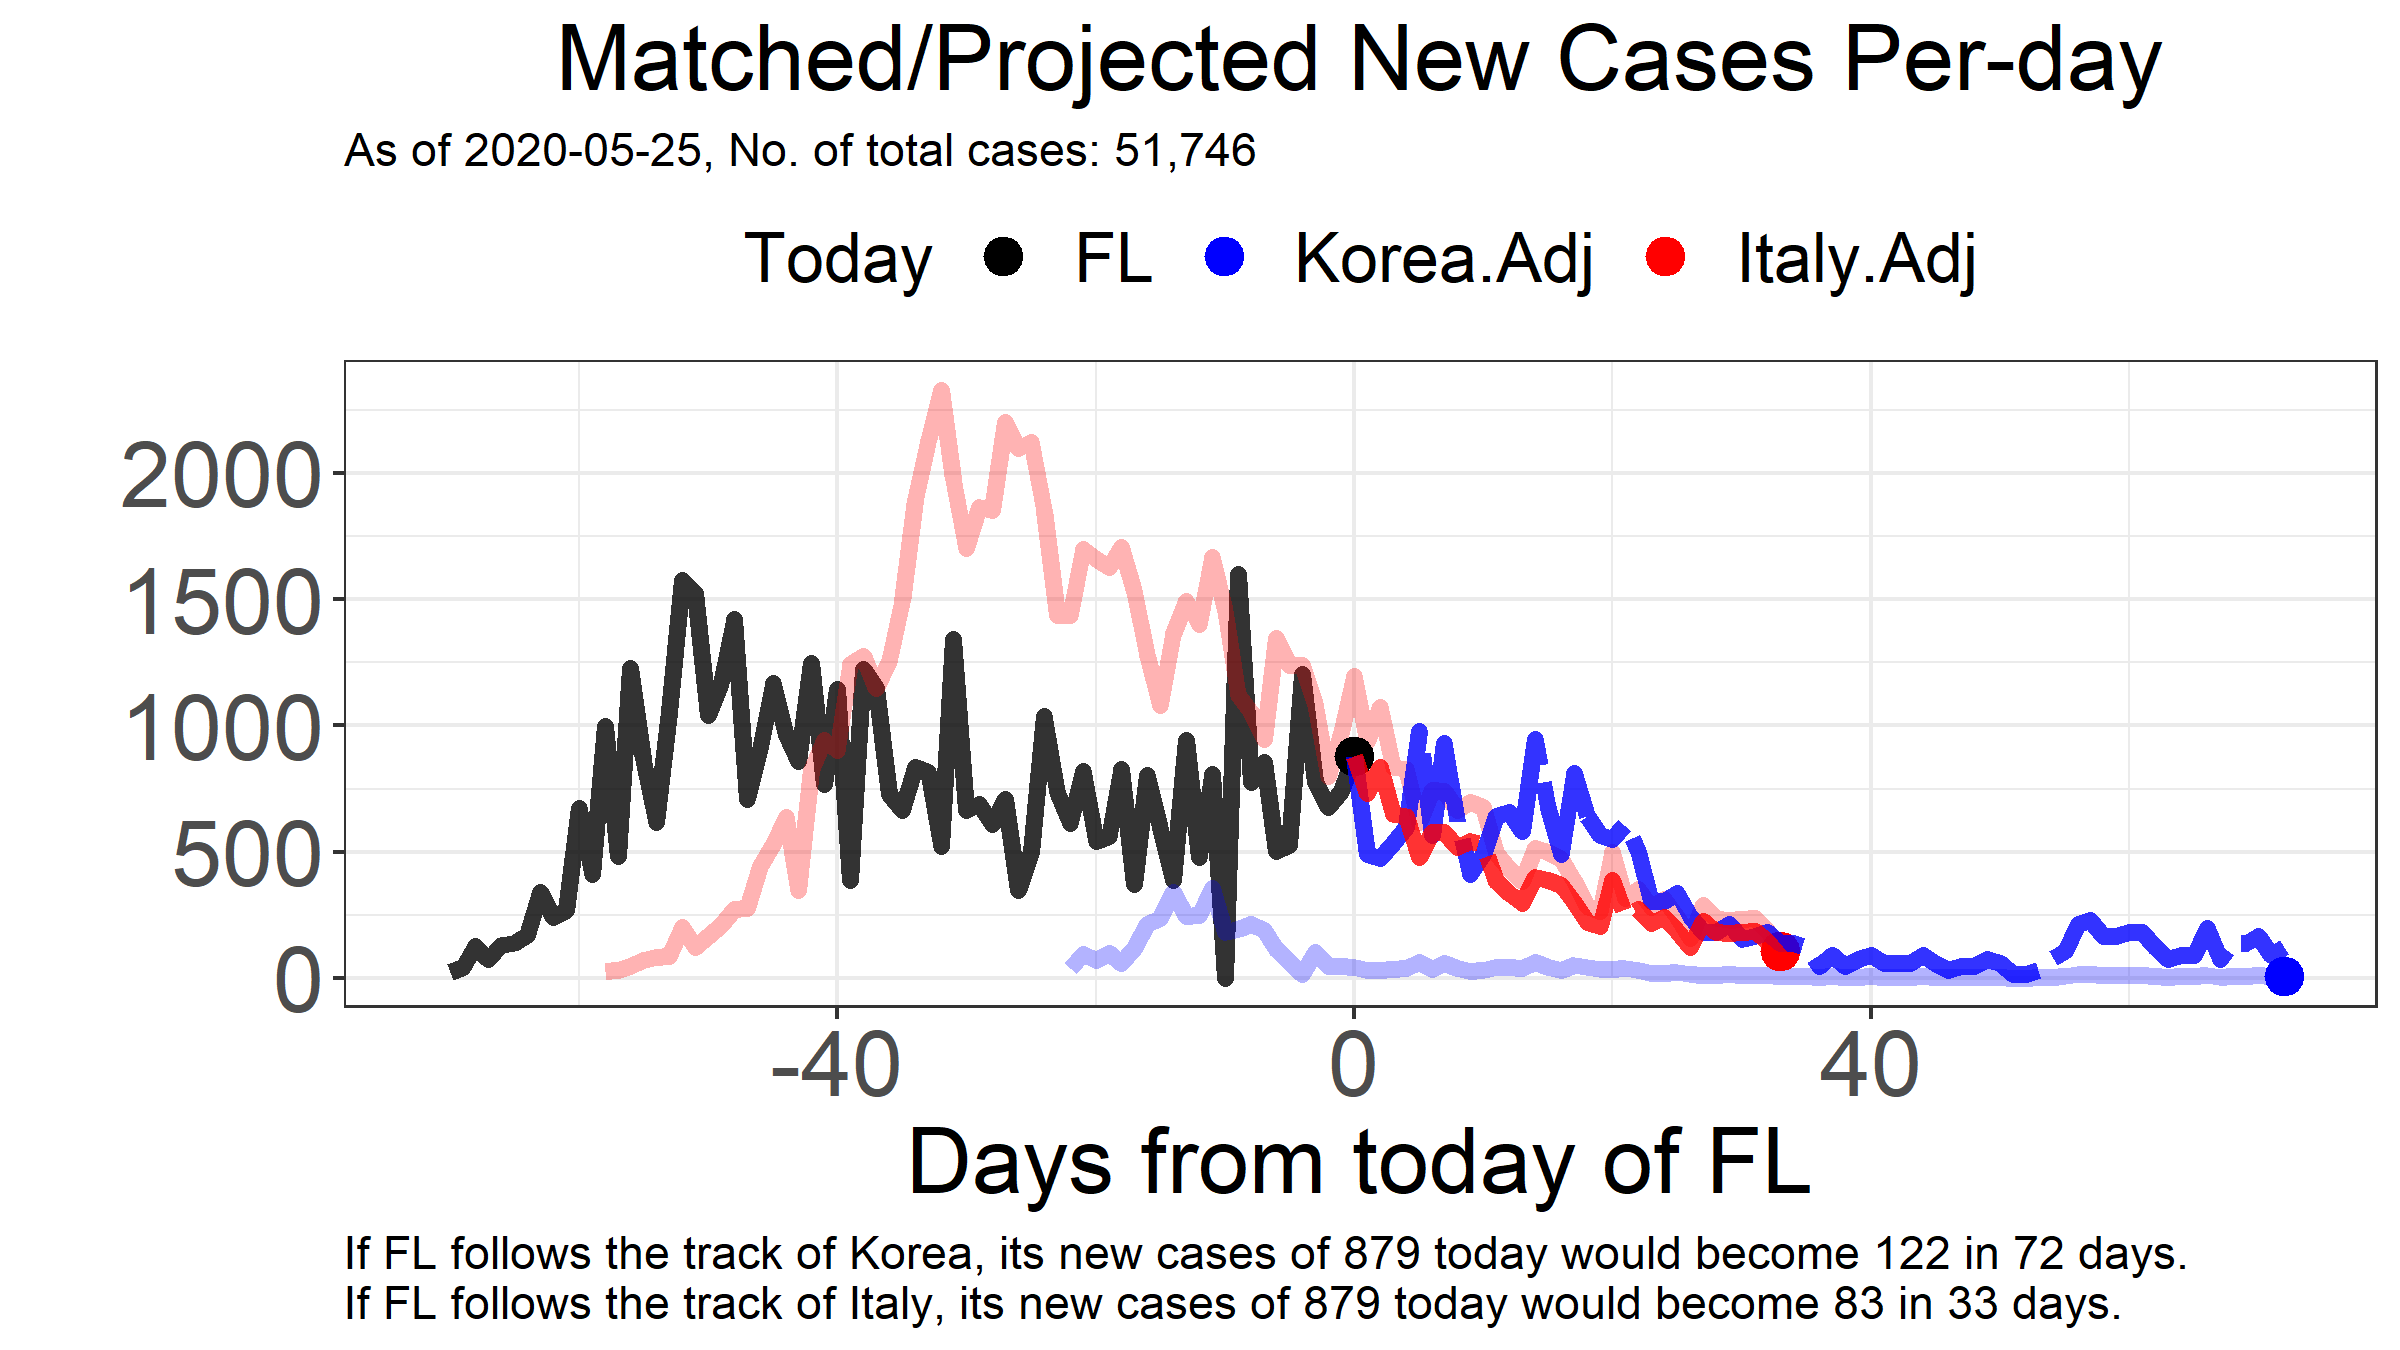 Matched/Projected New Cases Per-day
As of 2020-05-25, No. of total cases: 51,746
Today FL Korea.Adj Italy.Adj
2000
1500
1000
500
0
-40 0 40
Days from today of FL
If FL follows the track of Korea, its new cases of 879 today would become 122 in 72 days.
If FL follows the track of Italy, its new cases of 879 today would become 83 in 33 days.